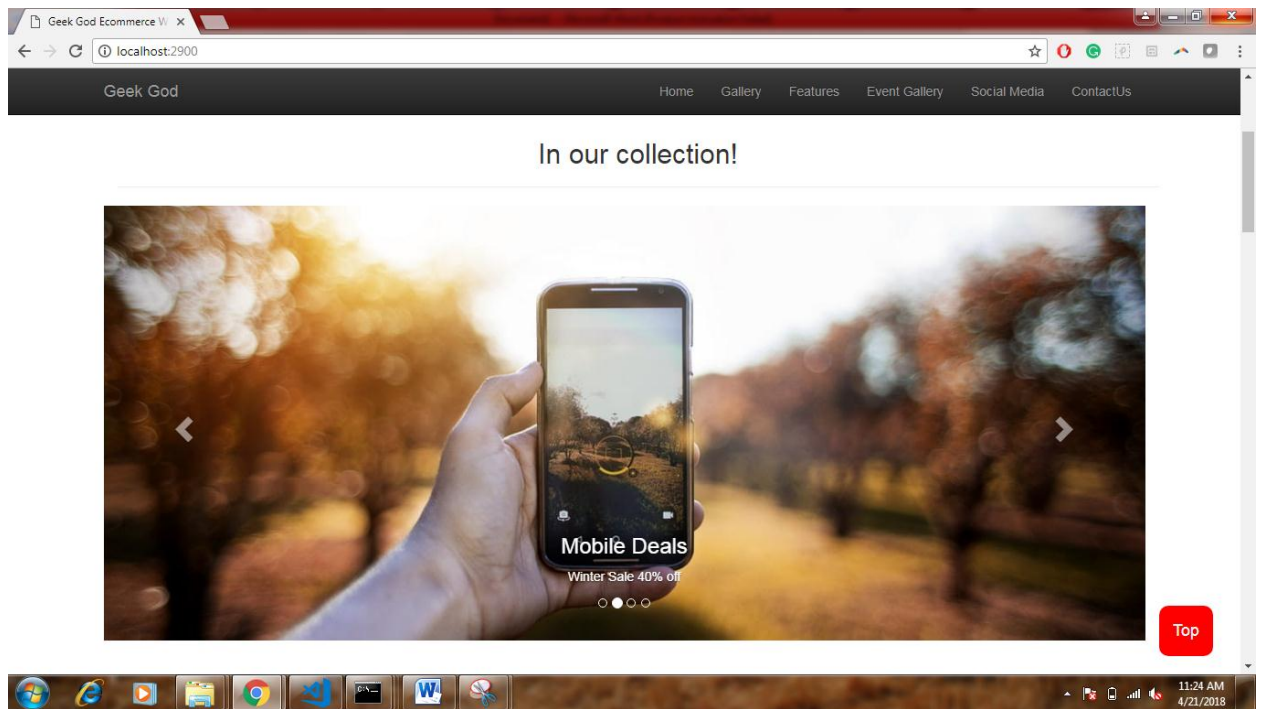 Geek God Ecommerce W
localhost:2900
Geek God Home Gallery Features Event Gallery Social Media ContactUs
In our collection!
Mobile Deals
Winter Sale 40% off
Top
11:24 AM
4/21/2018